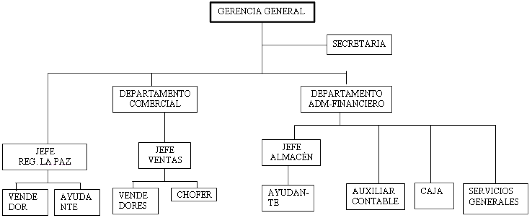 GERENCIA GENERAL
SECRETARIA
DEPARTAMENTO
COMERCIAL
DEPARTAMENTO
ADM-FINANCIERO
JEFE
REG. LA PAZ
JEFE
VENTAS
JEFE
ALMACÉN
VENDE
DOR
AYUDA
NTE
VENDE
DORES
CHOFER
AYUDAN-
TE
AUXILIAR
CONTABLE
CAJA
SERVICIOS
GENERALES